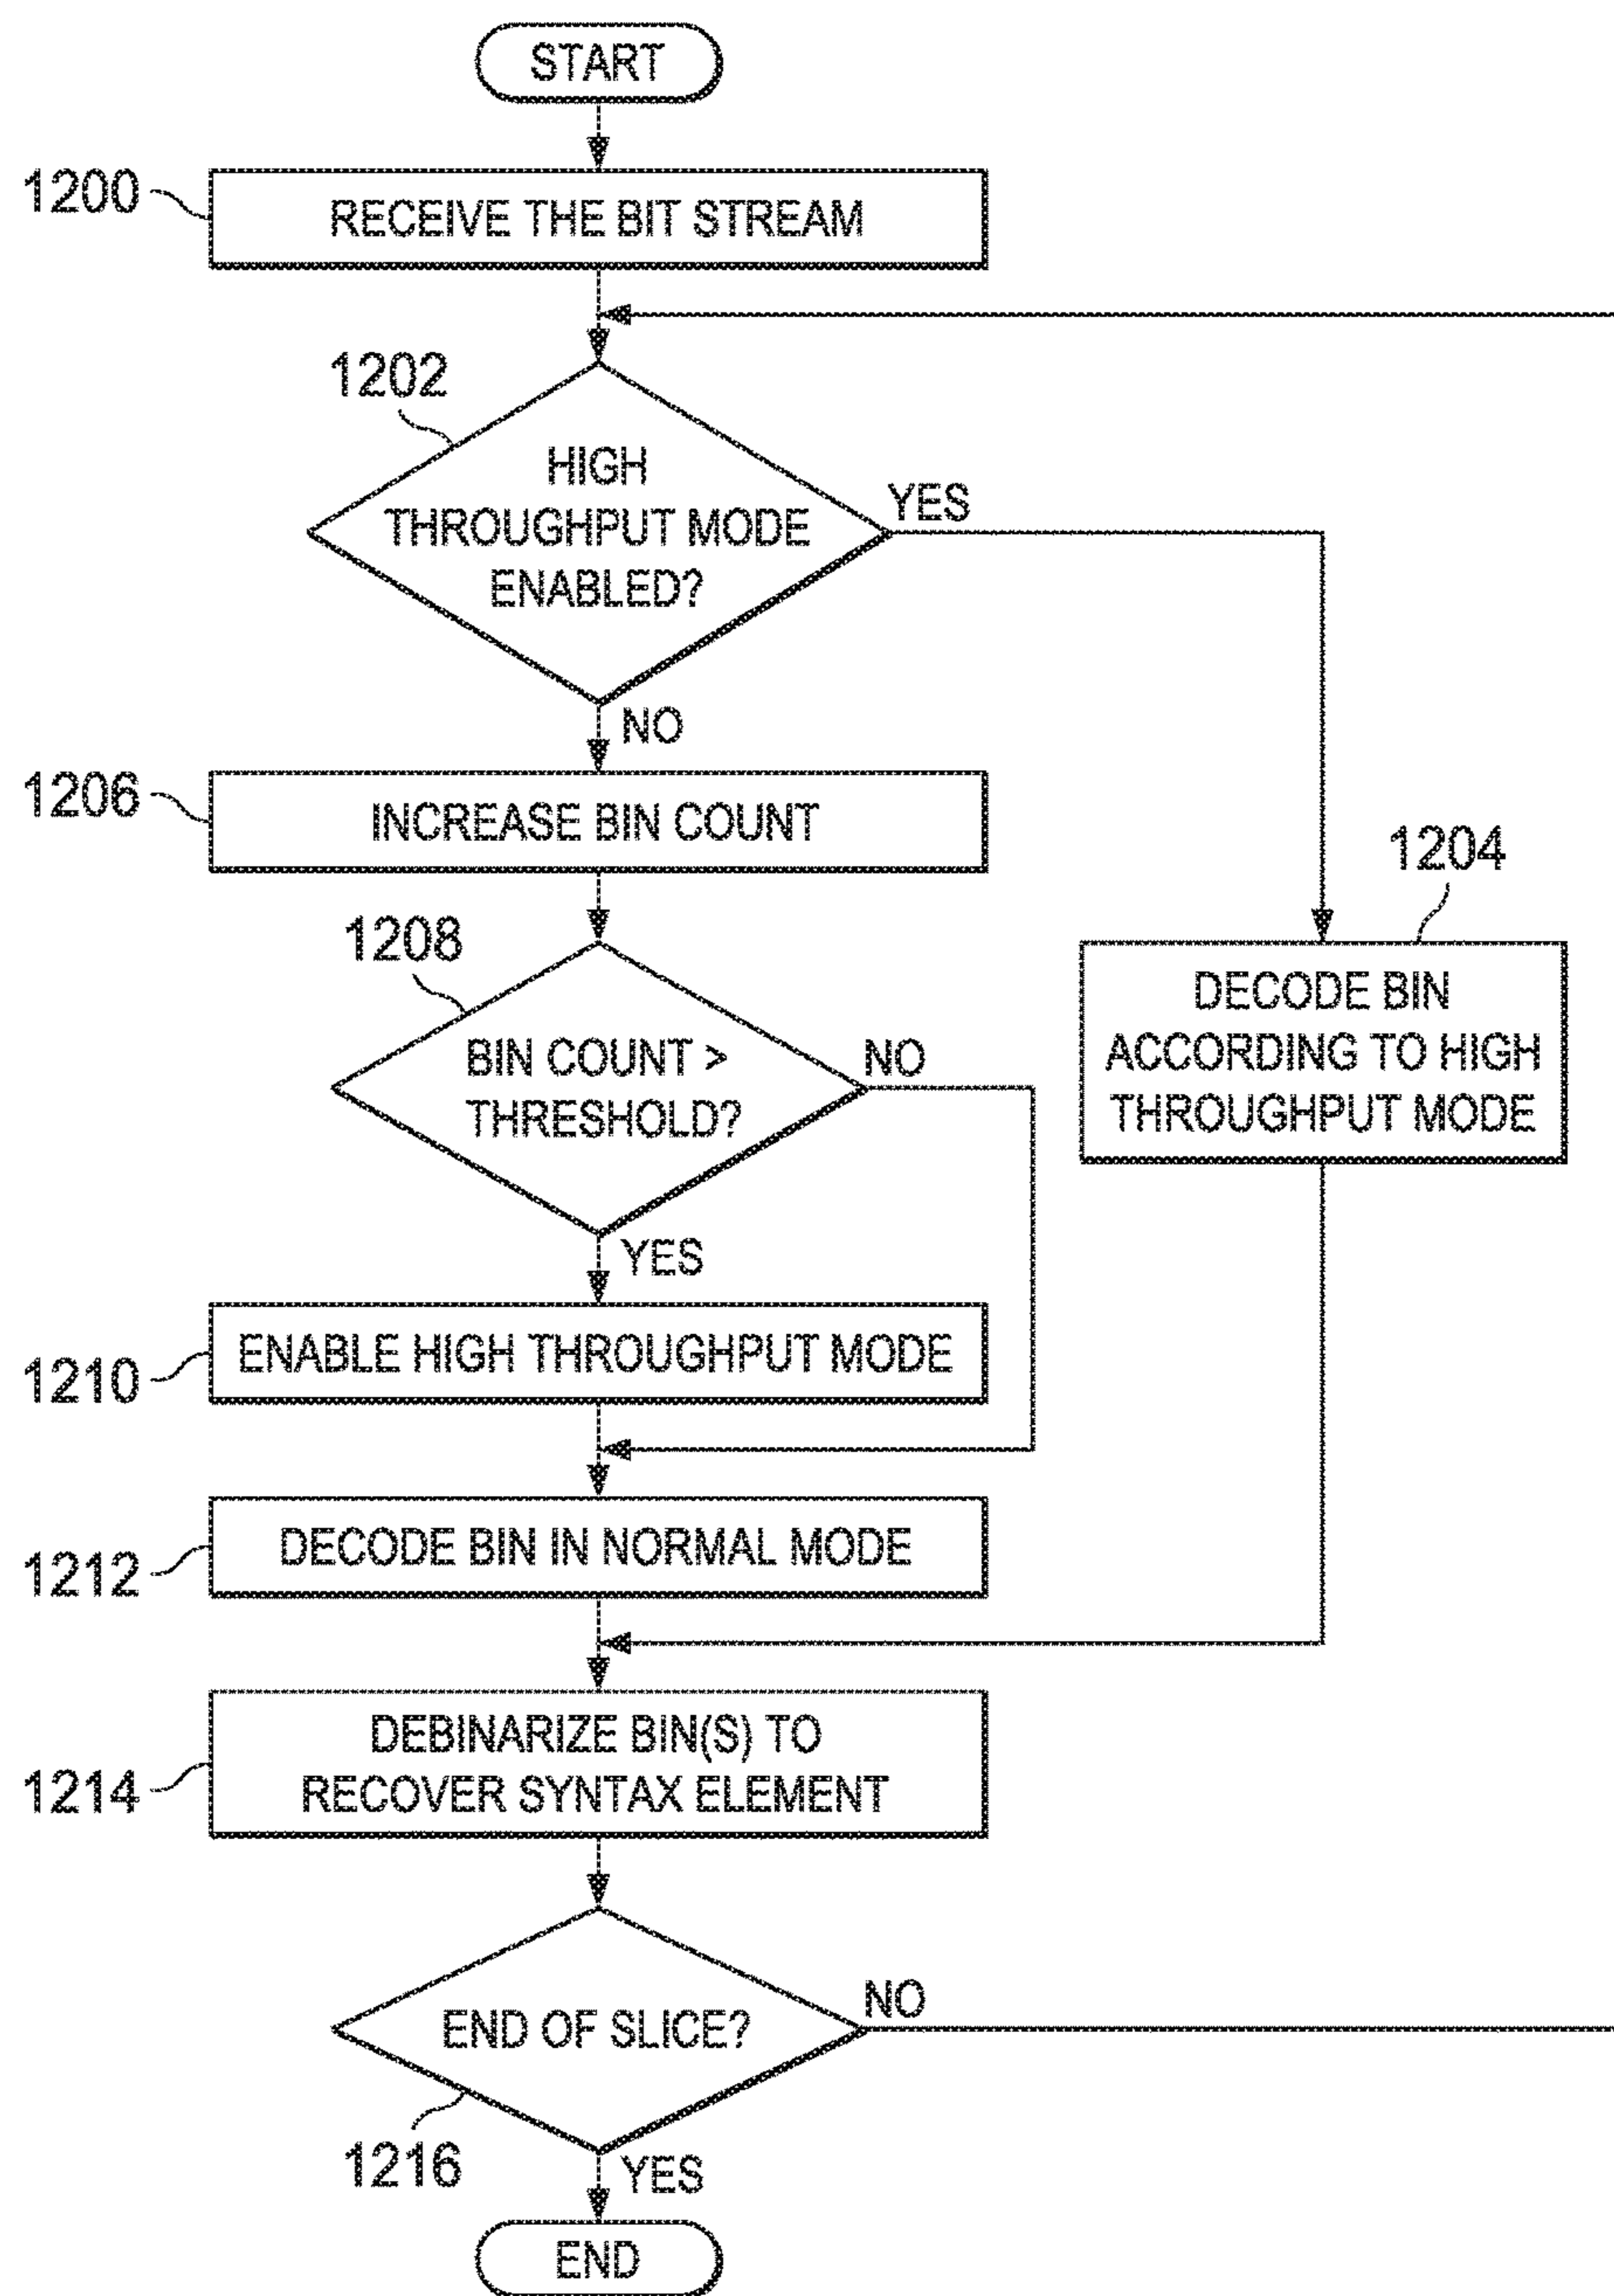 START
1200
RECEIVE THE BIT STREAM
1202
HIGH
THROUGHPUT MODE
ENABLED?
YES
NO
1206
INCREASE BIN COUNT
1204
DECODE BIN
ACCORDING TO HIGH
THROUGHPUT MODE
1208
BIN COUNT >
THRESHOLD?
NO
YES
1210
ENABLE HIGH THROUGHPUT MODE
1212
DECODE BIN IN NORMAL MODE
1214
DEBINARIZE BIN(S) TO
RECOVER SYNTAX ELEMENT
END OF SLICE?
NO
1216
YES
END